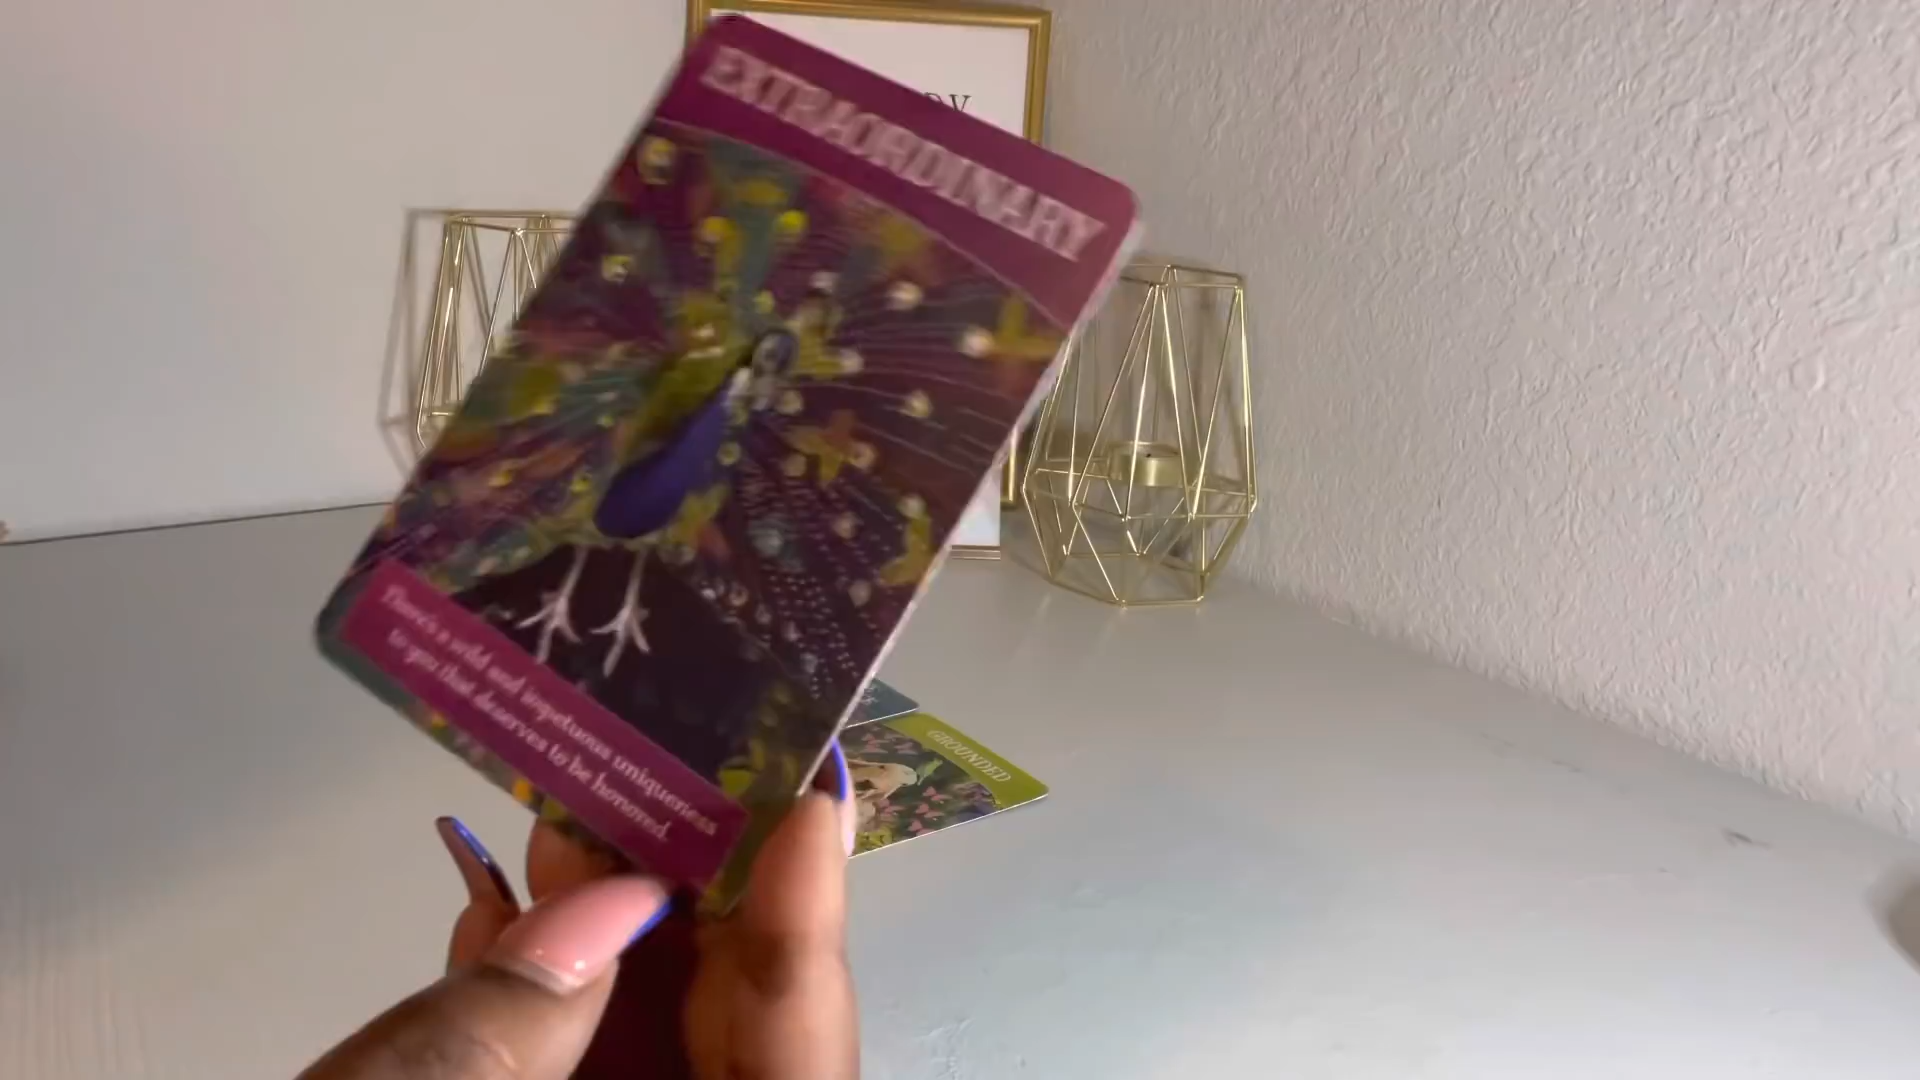 EXTRAORDINARY
There's a wild and impetuous uniqueness
to you that deserves to be honored.
GROUNDED